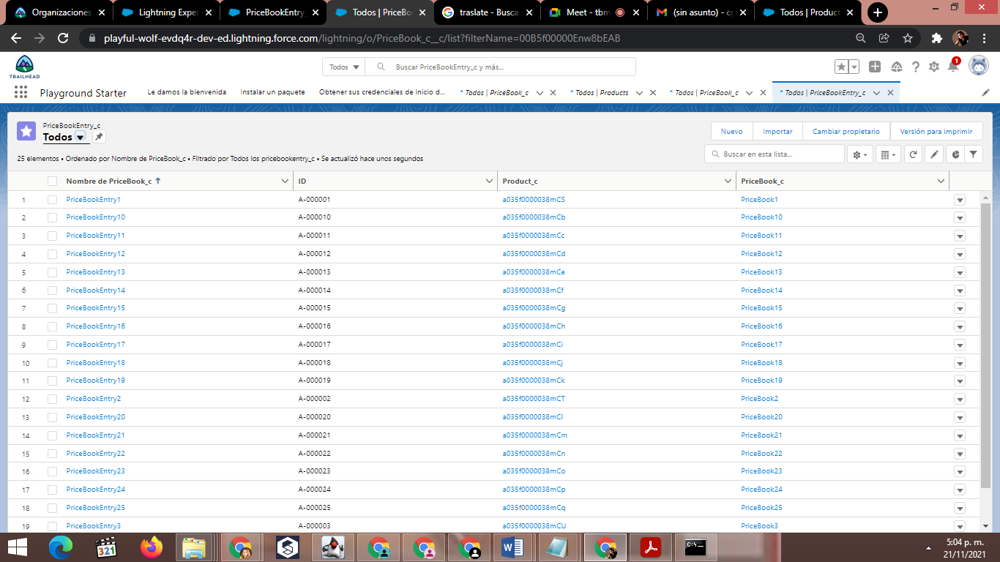 Organizaciones
Lightning Expe
PriceBookEntry
Todos | PriceBo
traslate - Busca
Meet - tbm
(sin asunto) - cg
Todos | Product
playful-wolf-evdq4r-dev-ed.lightning.force.com/lightning/o/PriceBook_c__c/list?filterName=00B5f00000Enw8bEAB
TRAILHEAD
Todos
Buscar PriceBookEntry_c y más...
1
Playground Starter
Le damos la bienvenida
Instalar un paquete
Obtener sus credenciales de inicio d...
* Todos | PriceBook_c
* Todos | Products
* Todos | PriceBook_c
* Todos | PriceBookEntry_c
PriceBookEntry_c
Todos
Nuevo
Importar
Cambiar propietario
Versión para imprimir
25 elementos • Ordenado por Nombre de PriceBook_c • Filtrado por Todos los pricebookentry_c • Se actualizó hace unos segundos
Buscar en esta lista...
Nombre de PriceBook_c ↑ ID Product_c PriceBook_c
1 PriceBookEntry1 A-000001 a035f0000038mCS PriceBook1
2 PriceBookEntry10 A-000010 a035f0000038mCb PriceBook10
3 PriceBookEntry11 A-000011 a035f0000038mCc PriceBook11
4 PriceBookEntry12 A-000012 a035f0000038mCd PriceBook12
5 PriceBookEntry13 A-000013 a035f0000038mCe PriceBook13
6 PriceBookEntry14 A-000014 a035f0000038mCf PriceBook14
7 PriceBookEntry15 A-000015 a035f0000038mCg PriceBook15
8 PriceBookEntry16 A-000016 a035f0000038mCh PriceBook16
9 PriceBookEntry17 A-000017 a035f0000038mCi PriceBook17
10 PriceBookEntry18 A-000018 a035f0000038mCj PriceBook18
11 PriceBookEntry19 A-000019 a035f0000038mCk PriceBook19
12 PriceBookEntry2 A-000002 a035f0000038mCT PriceBook2
13 PriceBookEntry20 A-000020 a035f0000038mCl PriceBook20
14 PriceBookEntry21 A-000021 a035f0000038mCm PriceBook21
15 PriceBookEntry22 A-000022 a035f0000038mCn PriceBook22
16 PriceBookEntry23 A-000023 a035f0000038mCo PriceBook23
17 PriceBookEntry24 A-000024 a035f0000038mCp PriceBook24
18 PriceBookEntry25 A-000025 a035f0000038mCq PriceBook25
19 PriceBookEntry3 A-000003 a035f0000038mCU PriceBook3
321
5:04 p. m.
21/11/2021